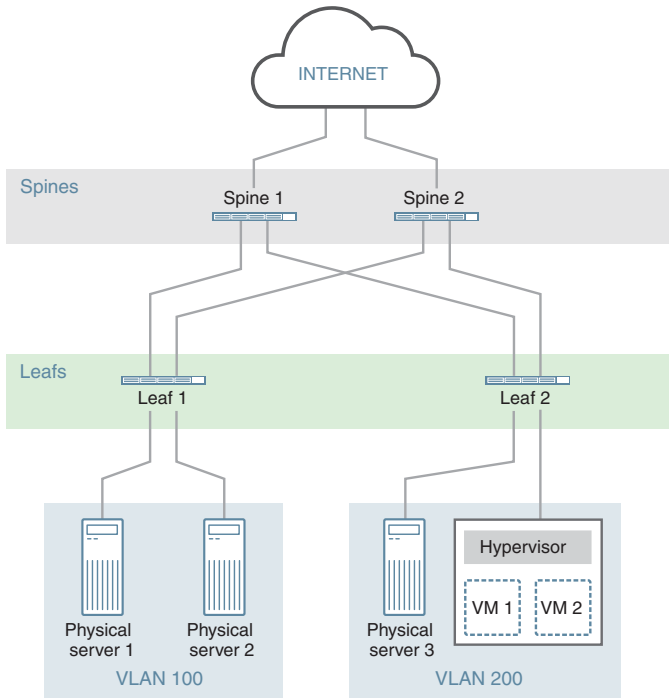 INTERNET
Spines
Spine 1
Spine 2
Leafs
Leaf 1
Leaf 2
Physical
server 1
Physical
server 2
VLAN 100
Physical
server 3
Hypervisor
VM 1
VM 2
VLAN 200